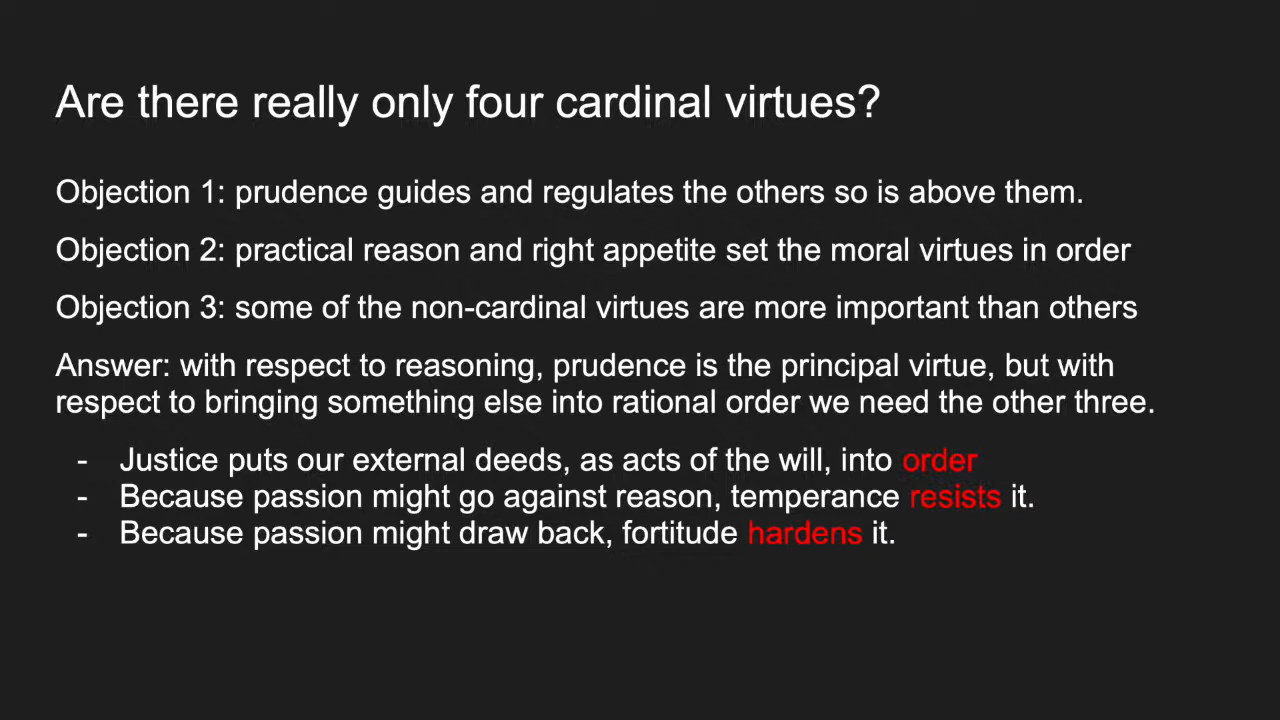 Are there really only four cardinal virtues?
Objection 1: prudence guides and regulates the others so is above them.
Objection 2: practical reason and right appetite set the moral virtues in order
Objection 3: some of the non-cardinal virtues are more important than others
Answer: with respect to reasoning, prudence is the principal virtue, but with
respect to bringing something else into rational order we need the other three.
- Justice puts our external deeds, as acts of the will, into order
- Because passion might go against reason, temperance resists it.
- Because passion might draw back, fortitude hardens it.